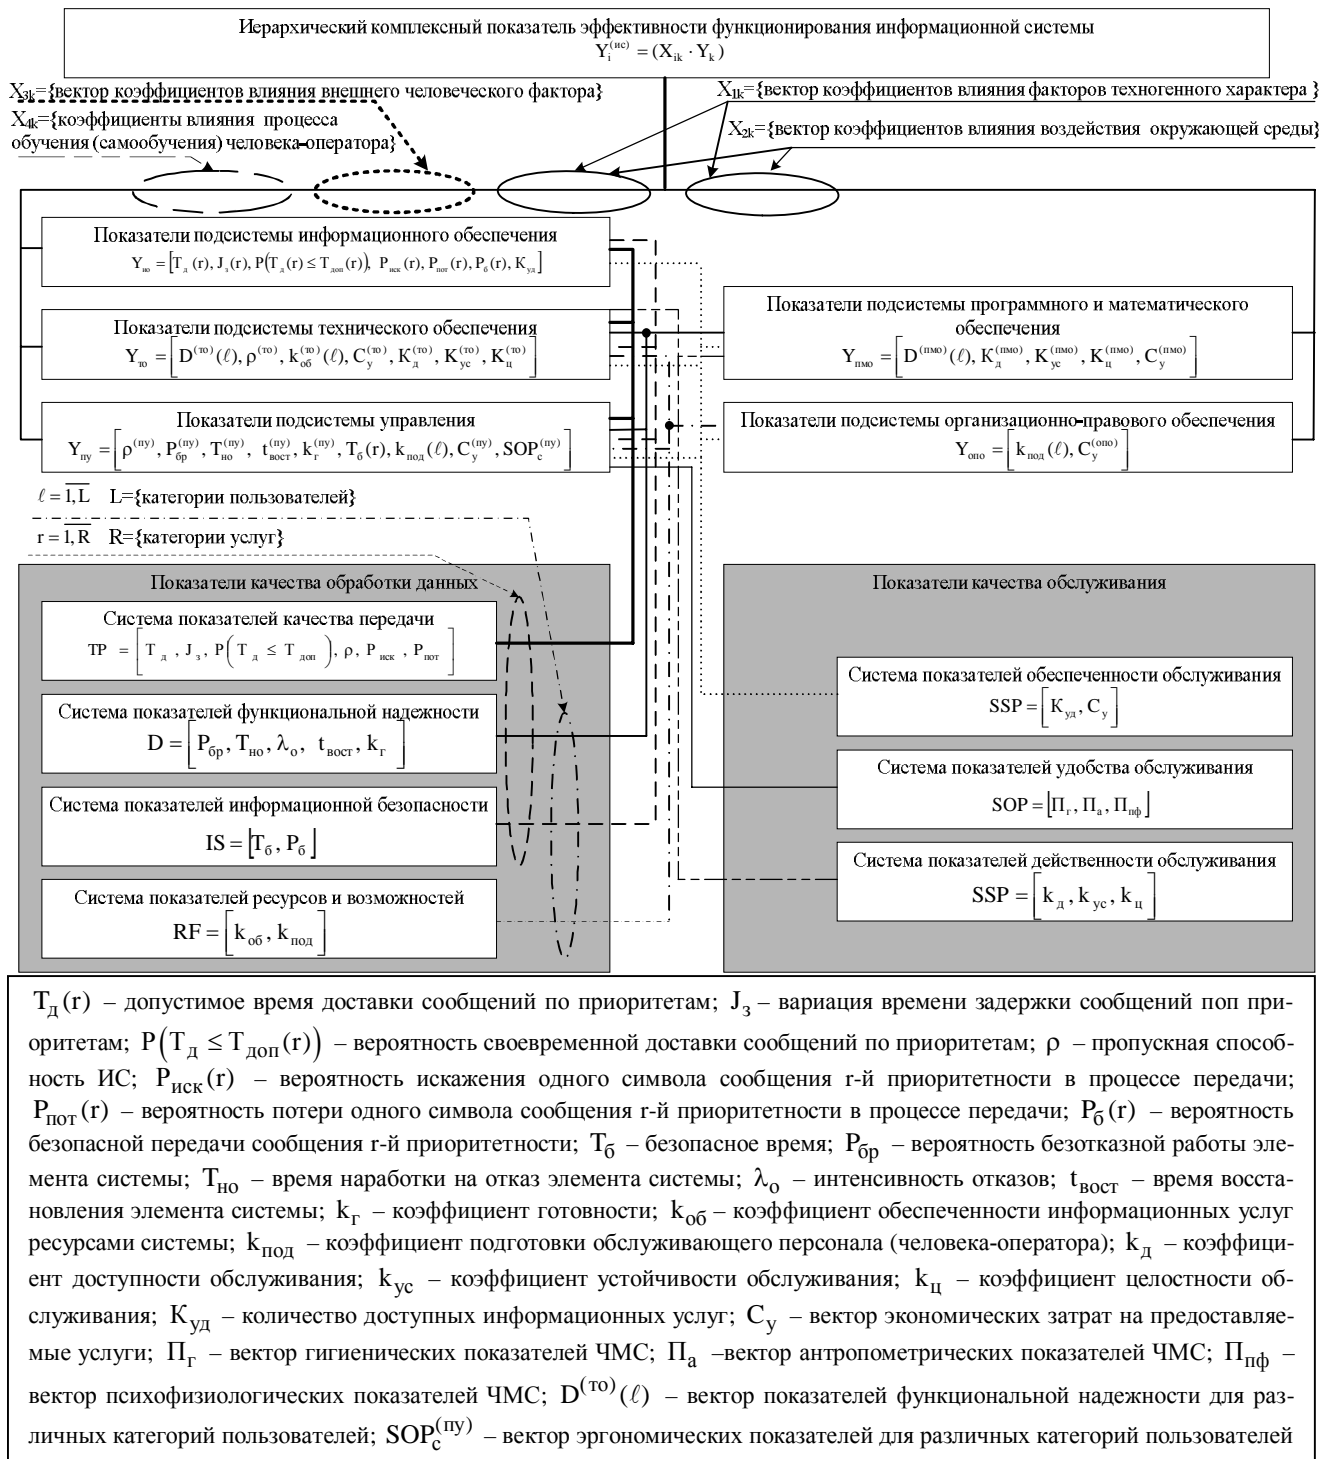 Иерархический комплексный показатель эффективности функционирования информационной системы
Y_i^(ис) = (X_ik · Y_k)
X_3k={вектор коэффициентов влияния внешнего человеческого фактора}
X_4k={коэффициенты влияния процесса
обучения (самообучения) человека-оператора}
X_1k={вектор коэффициентов влияния факторов техногенного характера }
X_2k={вектор коэффициентов влияния воздействия окружающей среды}
Показатели подсистемы информационного обеспечения
Y_ио = [T_д (r), J_з (r), P(T_д (r) ≤ T_доп (r)), P_иск (r), P_пот (r), P_б (r), K_уд]
Показатели подсистемы технического обеспечения
Y_то = [D^(то) (ℓ), ρ^(то), k_об^(то) (ℓ), C_у^(то), К_д^(то), K_ус^(то), K_ц^(то)]
Показатели подсистемы управления
Y_пу = [ρ^(пу), P_бр^(пу), T_но^(пу), t_вост^(пу), k_г^(пу), T_б (r), k_под (ℓ), C_у^(пу), SOP_с^(пу)]
Показатели подсистемы программного и математического
обеспечения
Y_пмо = [D^(пмо) (ℓ), К_д^(пмо), K_ус^(пмо), K_ц^(пмо), C_у^(пмо)]
Показатели подсистемы организационно-правового обеспечения
Y_опо = [k_под (ℓ), C_у^(опо)]
ℓ = 1, L L={категории пользователей}
r = 1, R R={категории услуг}
Показатели качества обработки данных
Система показателей качества передачи
TP = [T_д , J_з , P(T_д ≤ T_доп), ρ, P_иск , P_пот]
Система показателей функциональной надежности
D = [P_бр , T_но , λ_о , t_вост , k_г]
Система показателей информационной безопасности
IS = [T_б , P_б]
Система показателей ресурсов и возможностей
RF = [k_об , k_под]
Показатели качества обслуживания
Система показателей обеспеченности обслуживания
SSP = [K_уд , C_у]
Система показателей удобства обслуживания
SOP = [П_г , П_а , П_пф]
Система показателей действенности обслуживания
SSP = [k_д , k_ус , k_ц]
T_д (r) – допустимое время доставки сообщений по приоритетам; J_з – вариация времени задержки сообщений поп при-
оритетам; P(T_д ≤ T_доп (r)) – вероятность своевременной доставки сообщений по приоритетам; ρ – пропускная способ-
ность ИС; P_иск (r) – вероятность искажения одного символа сообщения r-й приоритетности в процессе передачи;
P_пот (r) – вероятность потери одного символа сообщения r-й приоритетности в процессе передачи; P_б (r) – вероятность
безопасной передачи сообщения r-й приоритетности; T_б – безопасное время; P_бр – вероятность безотказной работы эле-
мента системы; T_но – время наработки на отказ элемента системы; λ_о – интенсивность отказов; t_вост – время восста-
новления элемента системы; k_г – коэффициент готовности; k_об – коэффициент обеспеченности информационных услуг
ресурсами системы; k_под – коэффициент подготовки обслуживающего персонала (человека-оператора); k_д – коэффици-
ент доступности обслуживания; k_ус – коэффициент устойчивости обслуживания; k_ц – коэффициент целостности об-
служивания; K_уд – количество доступных информационных услуг; C_у – вектор экономических затрат на предоставляе-
мые услуги; П_г – вектор гигиенических показателей ЧМС; П_а –вектор антропометрических показателей ЧМС; П_пф –
вектор психофизиологических показателей ЧМС; D^(то) (ℓ) – вектор показателей функциональной надежности для раз-
личных категорий пользователей; SOP_с^(пу) – вектор эргономических показателей для различных категорий пользователей